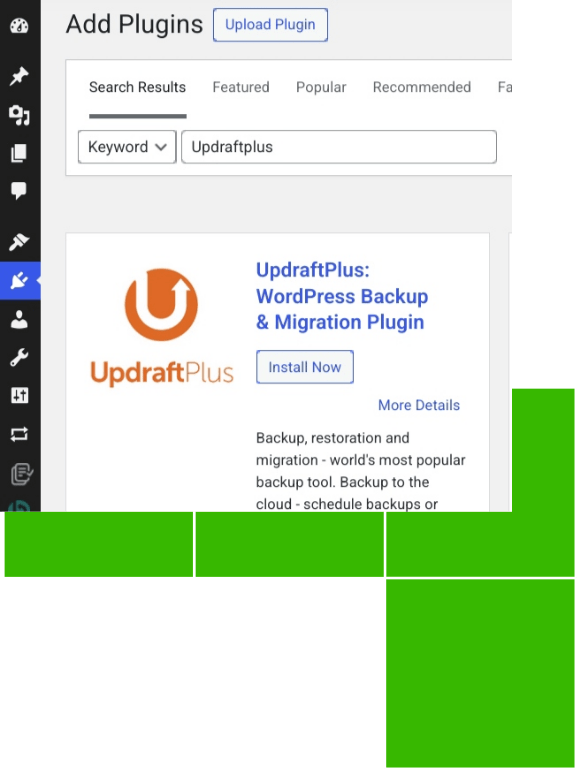 Add Plugins Upload Plugin
Search Results Featured Popular Recommended Fa
Keyword Updraftplus
UpdraftPlus
UpdraftPlus:
WordPress Backup
& Migration Plugin
Install Now
More Details
Backup, restoration and
migration - world's most popular
backup tool. Backup to the
cloud - schedule backups or